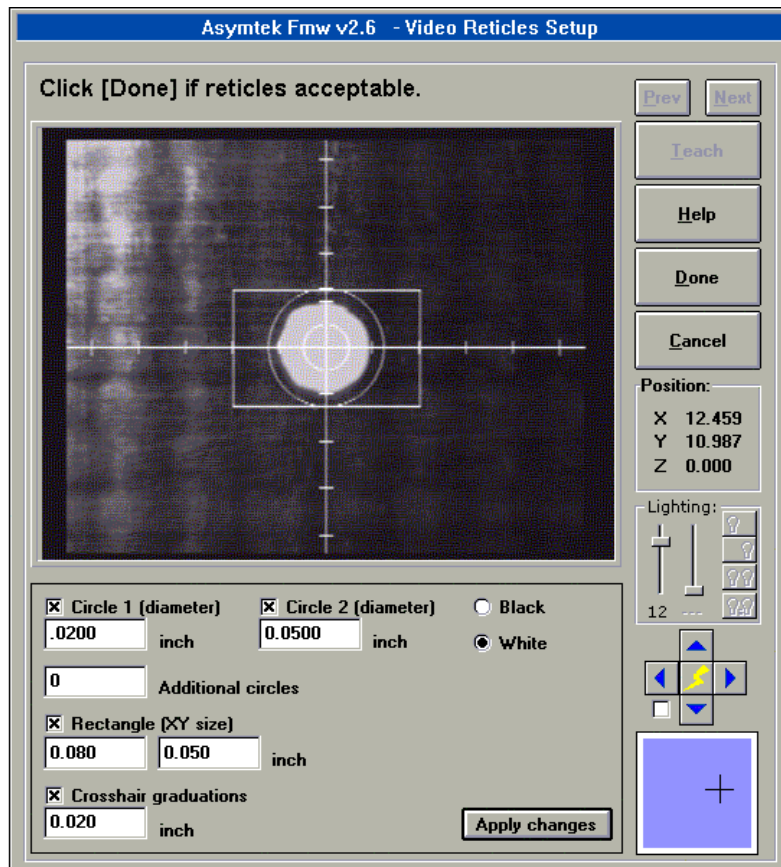 Asymtek Fmw v2.6 - Video Reticles Setup
Click [Done] if reticles acceptable.
Prev Next
Teach
Help
Done
Cancel
Position:
X 12.459
Y 10.987
Z 0.000
Lighting:
12 ---
Circle 1 (diameter) Circle 2 (diameter) Black
.0200 inch 0.0500 inch White
0 Additional circles
Rectangle (XY size)
0.080 0.050 inch
Crosshair graduations
0.020 inch
Apply changes